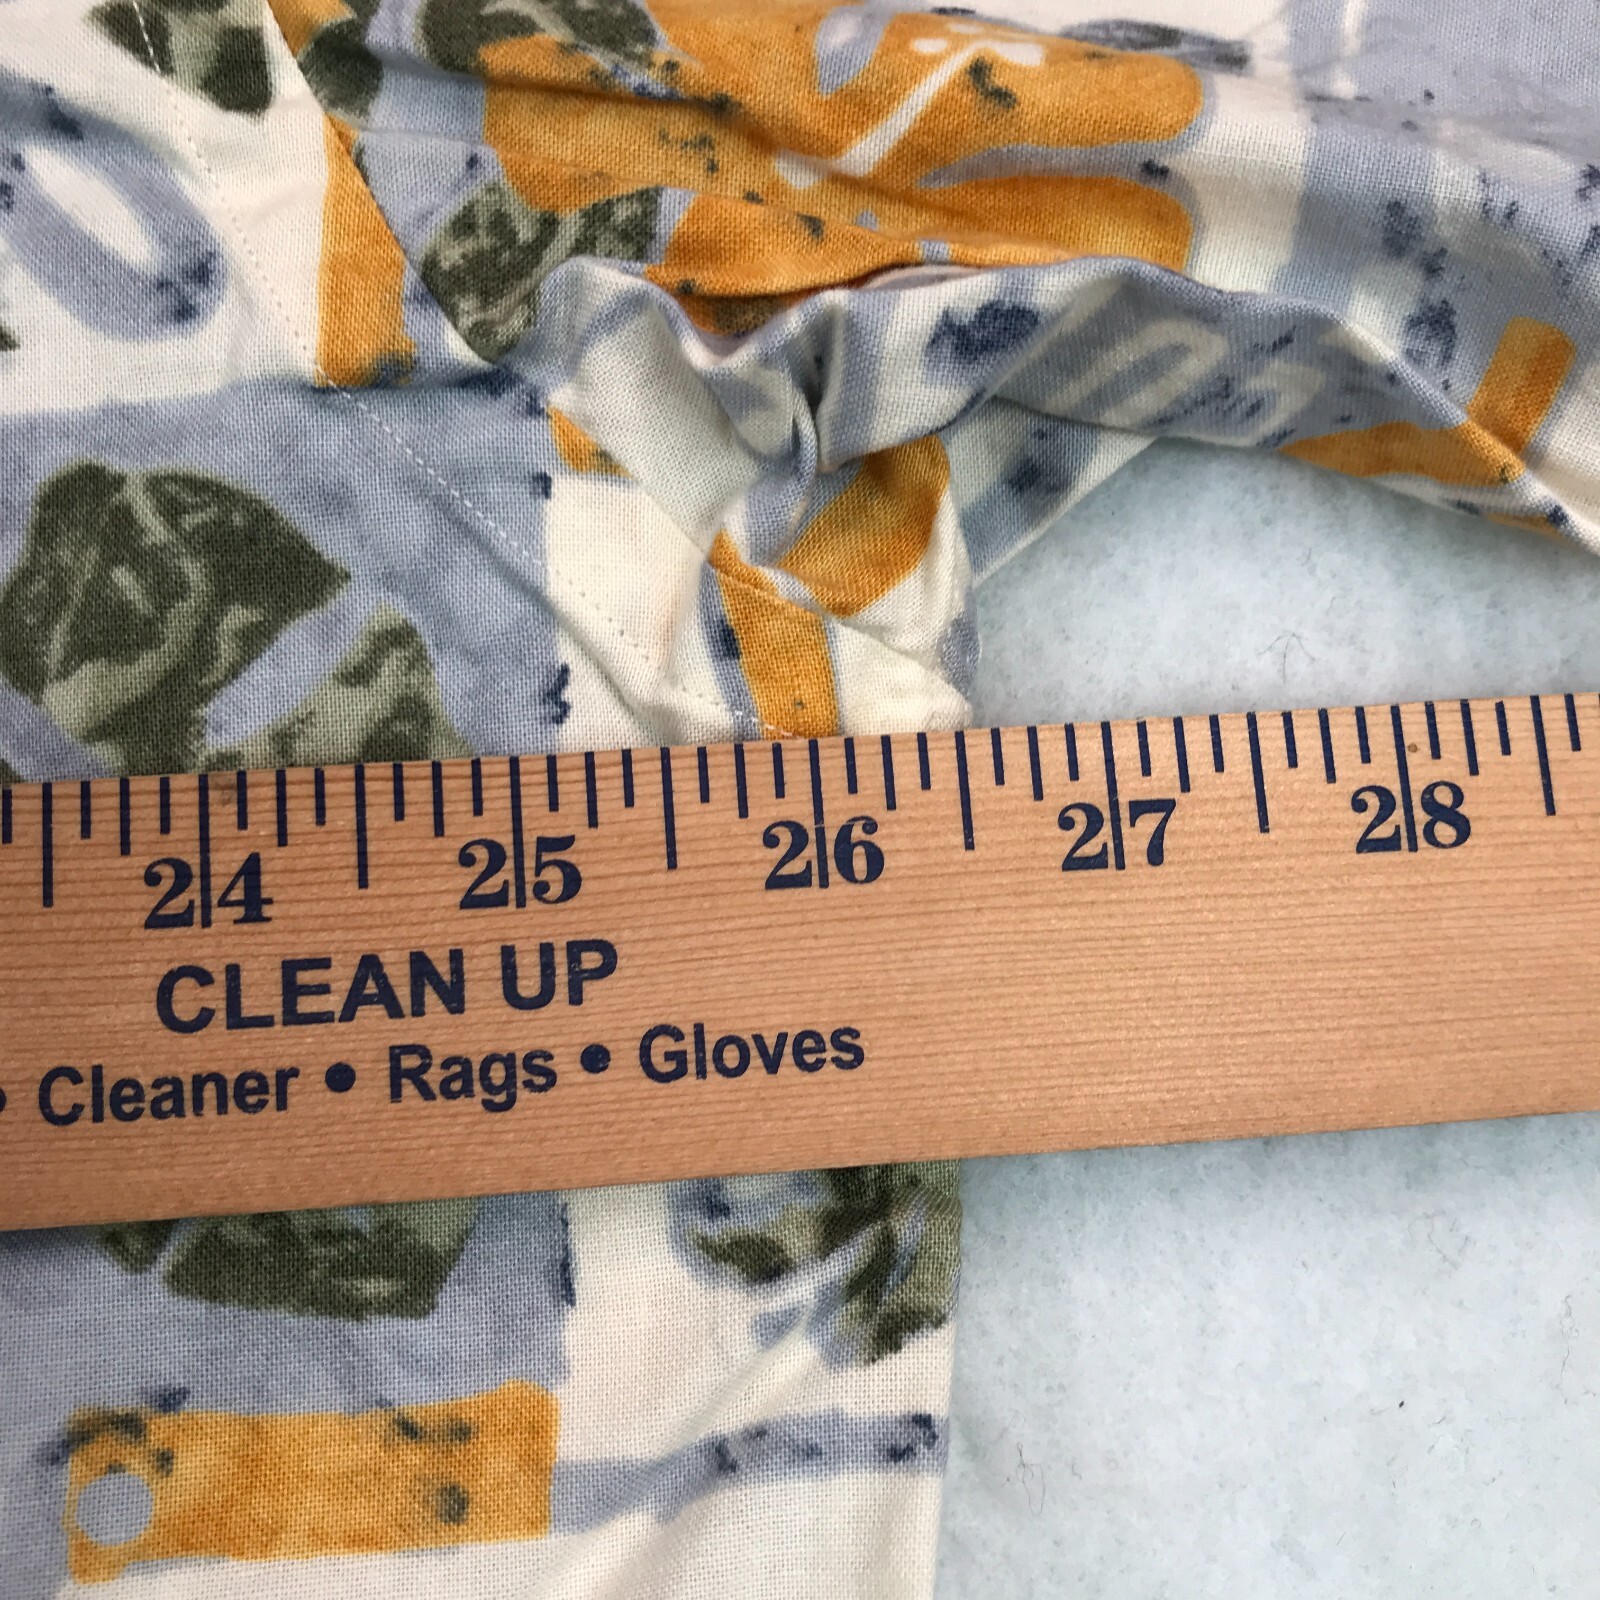 24 25 26 27 28
CLEAN UP
• Cleaner • Rags • Gloves